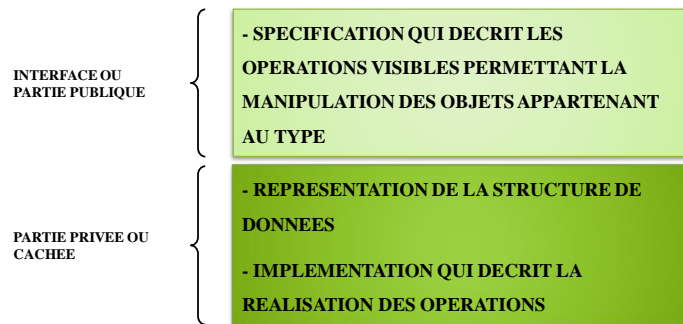 INTERFACE OU
PARTIE PUBLIQUE
- SPECIFICATION QUI DECRIT LES
OPERATIONS VISIBLES PERMETTANT LA
MANIPULATION DES OBJETS APPARTENANT
AU TYPE
PARTIE PRIVEE OU
CACHEE
- REPRESENTATION DE LA STRUCTURE DE
DONNEES
- IMPLEMENTATION QUI DECRIT LA
REALISATION DES OPERATIONS